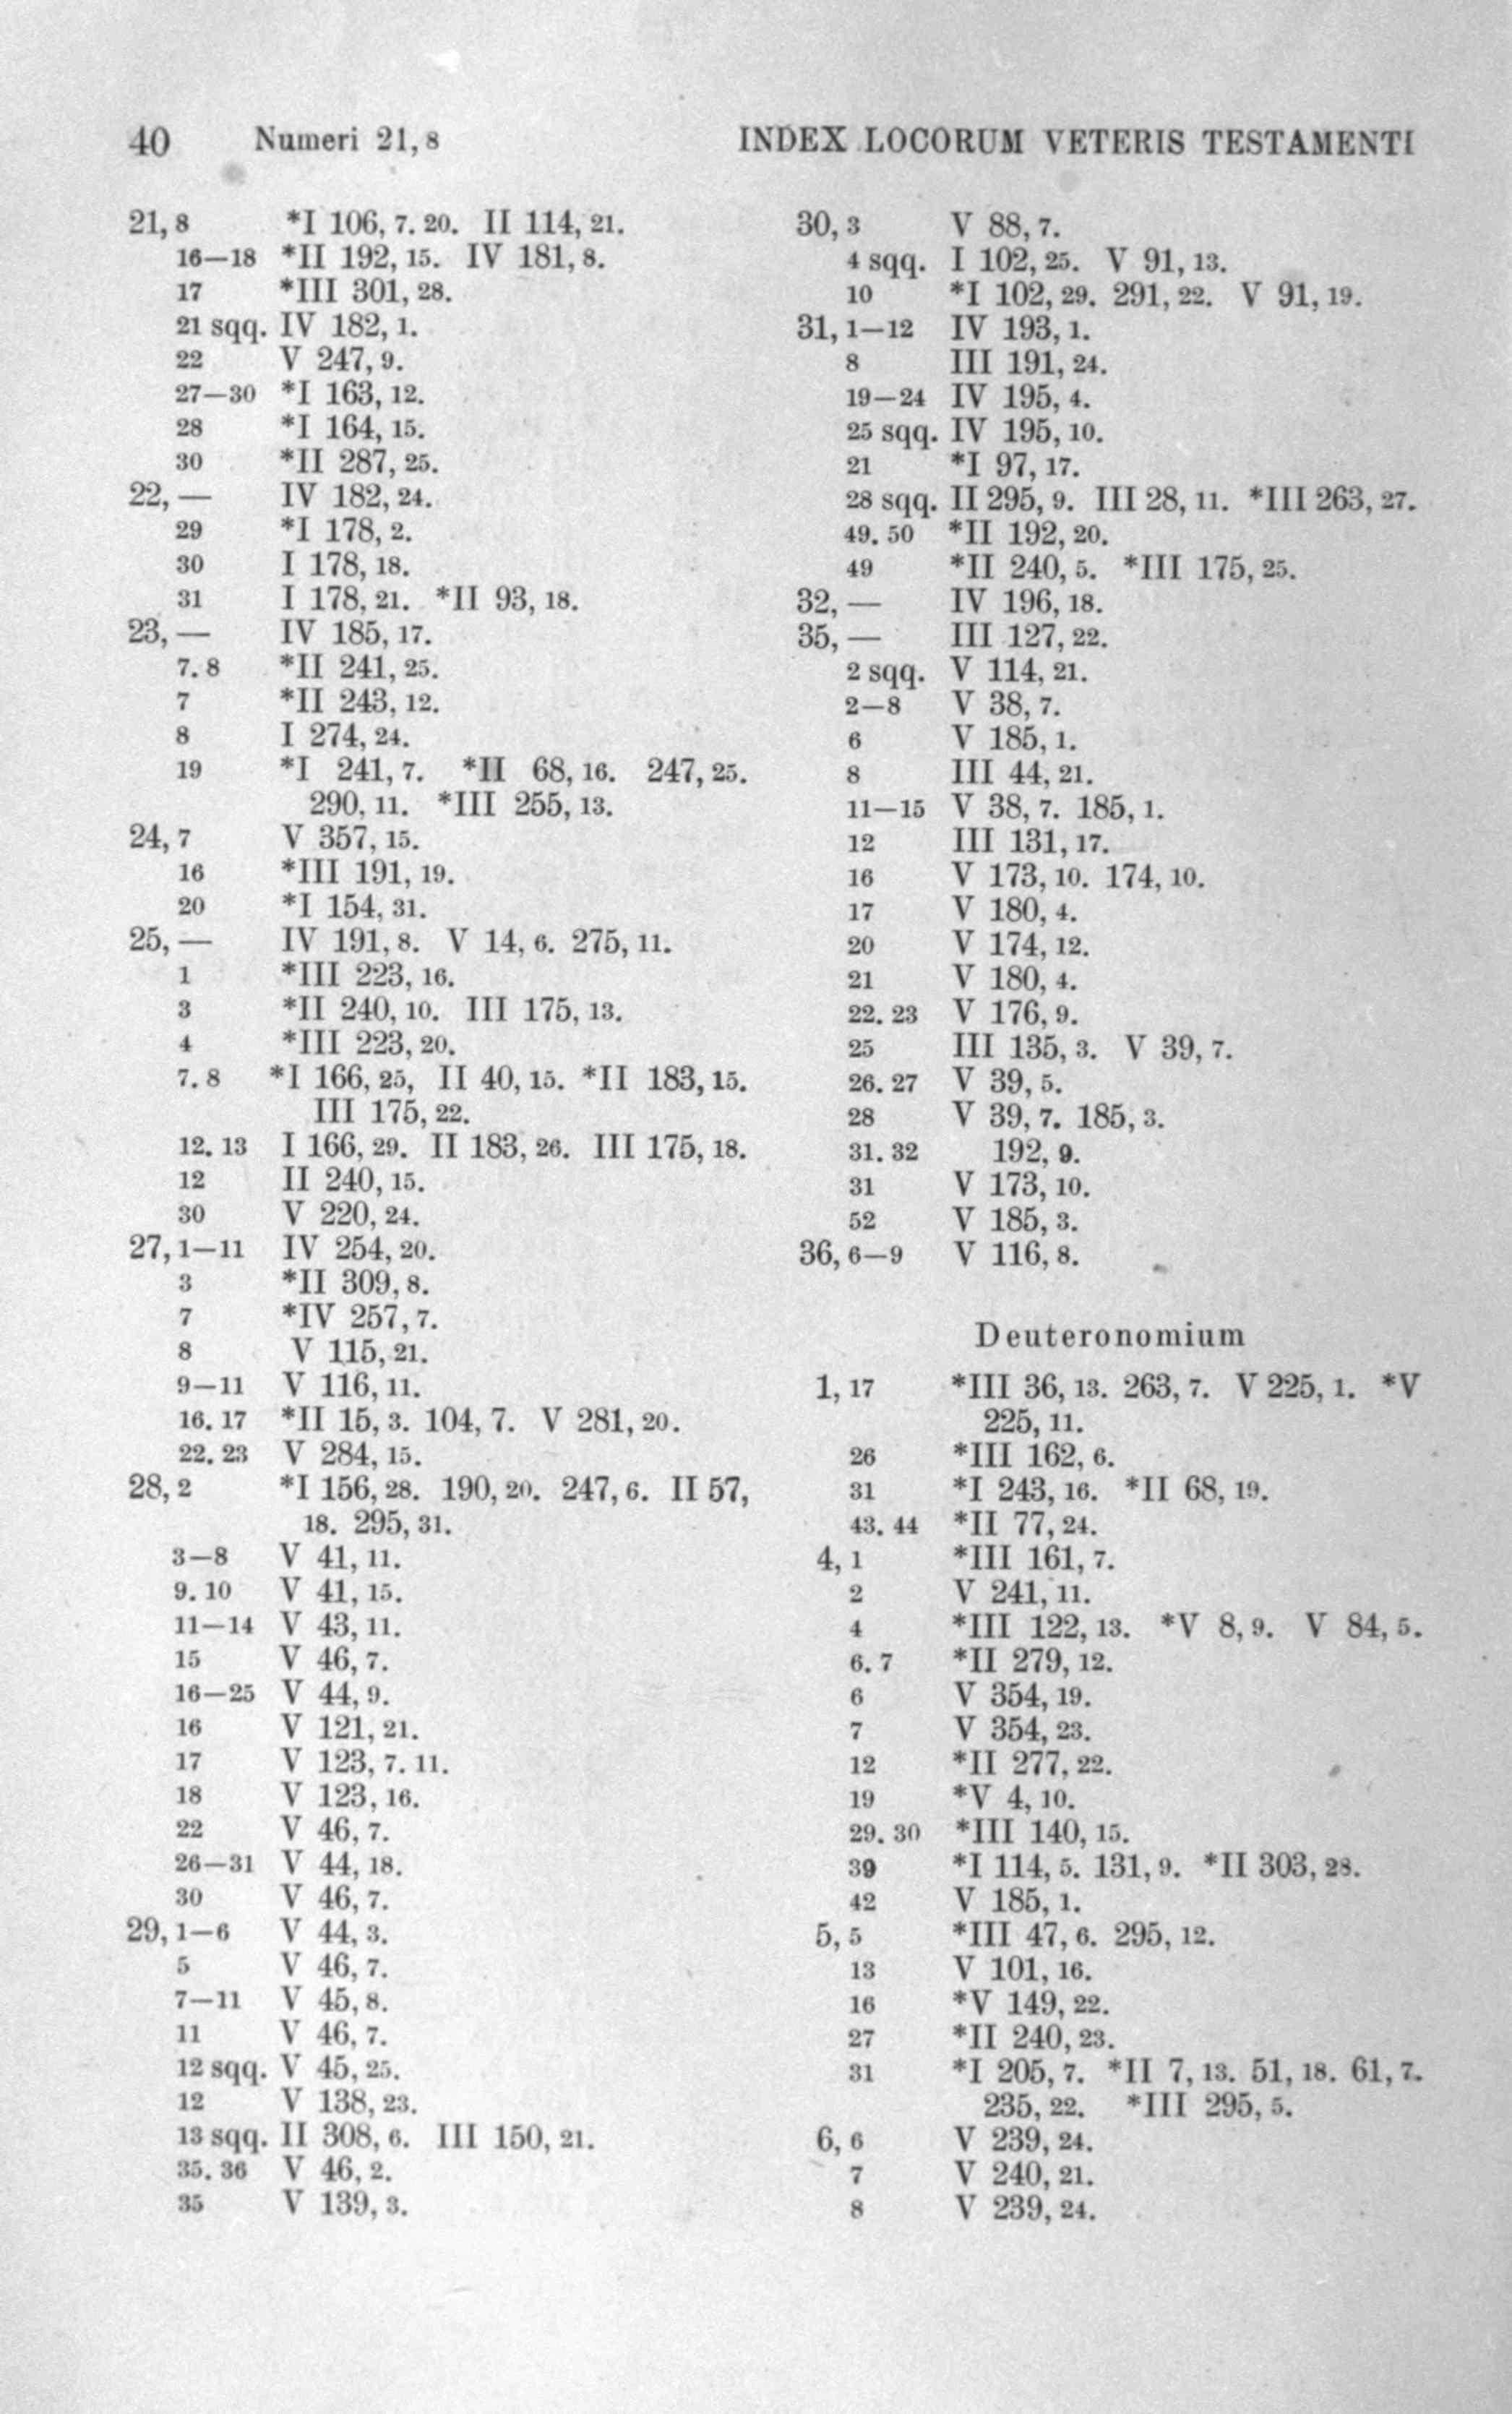 40 Numeri 21, 8 INDEX LOCORUM VETERIS TESTAMENTI
21, 8 *I 106, 7. 20. II 114, 21.
16—18 *II 192, 15. IV 181, 8.
17 *III 301, 28.
21 sqq. IV 182, 1.
22 V 247, 9.
27—30 *I 163, 12.
28 *I 164, 15.
30 *II 287, 25.
22, — IV 182, 24.
29 *I 178, 2.
30 I 178, 18.
31 I 178, 21. *II 93, 18.
23, — IV 185, 17.
7. 8 *II 241, 25.
7 *II 243, 12.
8 I 274, 24.
19 *I 241, 7. *II 68, 16. 247, 25.
290, 11. *III 255, 13.
24, 7 V 357, 15.
16 *III 191, 19.
20 *I 154, 31.
25, — IV 191, 8. V 14, 6. 275, 11.
1 *III 223, 16.
3 *II 240, 10. III 175, 13.
4 *III 223, 20.
7. 8 *I 166, 25, II 40, 15. *II 183, 15.
III 175, 22.
12. 13 I 166, 29. II 183, 26. III 175, 18.
12 II 240, 15.
30 V 220, 24.
27, 1—11 IV 254, 20.
3 *II 309, 8.
7 *IV 257, 7.
8 V 115, 21.
9—11 V 116, 11.
16. 17 *II 15, 3. 104, 7. V 281, 20.
22. 23 V 284, 15.
28, 2 *I 156, 28. 190, 20. 247, 6. II 57,
18. 295, 31.
3—8 V 41, 11.
9. 10 V 41, 15.
11—14 V 43, 11.
15 V 46, 7.
16—25 V 44, 9.
16 V 121, 21.
17 V 123, 7. 11.
18 V 123, 16.
22 V 46, 7.
26—31 V 44, 18.
30 V 46, 7.
29, 1—6 V 44, 3.
5 V 46, 7.
7—11 V 45, 8.
11 V 46, 7.
12 sqq. V 45, 25.
12 V 138, 23.
13 sqq. II 308, 6. III 150, 21.
35. 36 V 46, 2.
35 V 139, 3.
30, 3 V 88, 7.
4 sqq. I 102, 25. V 91, 13.
10 *I 102, 29. 291, 22. V 91, 19.
31, 1—12 IV 193, 1.
8 III 191, 24.
19—24 IV 195, 4.
25 sqq. IV 195, 10.
21 *I 97, 17.
28 sqq. II 295, 9. III 28, 11. *III 263, 27.
49. 50 *II 192, 20.
49 *II 240, 5. *III 175, 25.
32, — IV 196, 18.
35, — III 127, 22.
2 sqq. V 114, 21.
2—8 V 38, 7.
6 V 185, 1.
8 III 44, 21.
11—15 V 38, 7. 185, 1.
12 III 131, 17.
16 V 173, 10. 174, 10.
17 V 180, 4.
20 V 174, 12.
21 V 180, 4.
22. 23 V 176, 9.
25 III 135, 3. V 39, 7.
26. 27 V 39, 5.
28 V 39, 7. 185, 3.
31. 32 192, 9.
31 V 173, 10.
52 V 185, 3.
36, 6—9 V 116, 8.
Deuteronomium
1, 17 *III 36, 13. 263, 7. V 225, 1. *V
225, 11.
26 *III 162, 6.
31 *I 243, 16. *II 68, 19.
43. 44 *II 77, 24.
4, 1 *III 161, 7.
2 V 241, 11.
4 *III 122, 13. *V 8, 9. V 84, 5.
6. 7 *II 279, 12.
6 V 354, 19.
7 V 354, 23.
12 *II 277, 22.
19 *V 4, 10.
29. 30 *III 140, 15.
39 *I 114, 5. 131, 9. *II 303, 28.
42 V 185, 1.
5, 5 *III 47, 6. 295, 12.
13 V 101, 16.
16 *V 149, 22.
27 *II 240, 23.
31 *I 205, 7. *II 7, 13. 51, 18. 61, 7.
235, 22. *III 295, 5.
6, 6 V 239, 24.
7 V 240, 21.
8 V 239, 24.